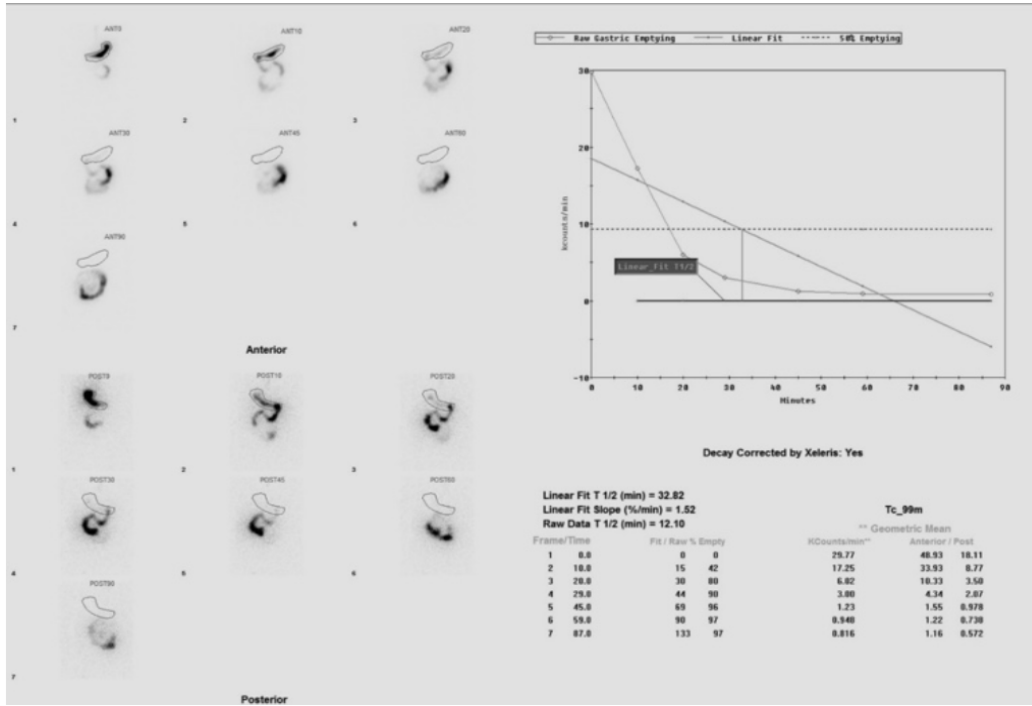 ANT0
ANT10
ANT20
1
2
3
ANT30
ANT45
ANT60
4
5
6
ANT90
7
Anterior
POST0
POST10
POST20
1
2
3
POST30
POST45
POST60
4
5
6
POST90
7
Posterior
Raw Gastric Emptying Linear Fit 50% Emptying
30
20
10
0
-10
kcounts/min
Linear_fit T1/2
0 10 20 30 40 50 60 70 80 90
Minutes
Decay Corrected by Xeleris: Yes
Linear Fit T 1/2 (min) = 32.82
Linear Fit Slope (%/min) = 1.52
Raw Data T 1/2 (min) = 12.10
Tc_99m
** Geometric Mean
Frame/Time Fit / Raw % Empty KCounts/min** Anterior / Post
1 0.0 0 0 29.77 48.93 18.11
2 10.0 15 42 17.25 33.93 8.77
3 20.0 30 80 6.02 10.33 3.50
4 29.0 44 90 3.00 4.34 2.07
5 45.0 69 96 1.23 1.55 0.978
6 59.0 90 97 0.948 1.22 0.738
7 87.0 133 97 0.816 1.16 0.572